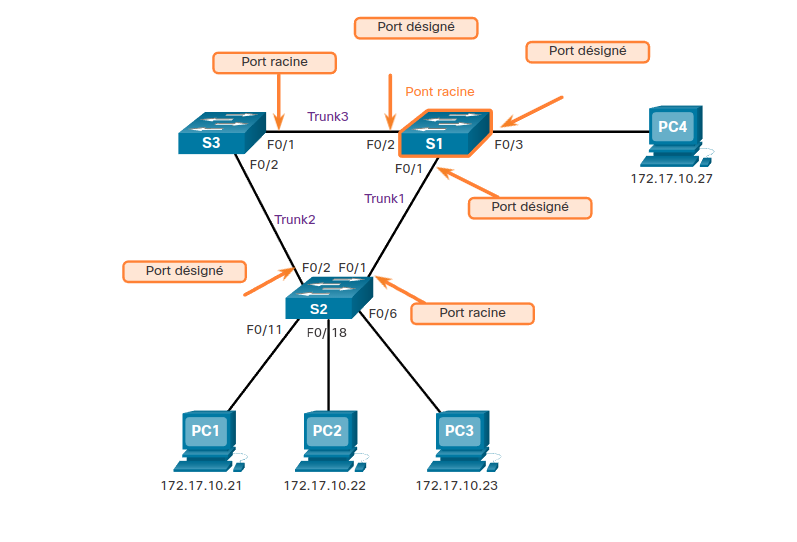 Port désigné
Port désigné
Port racine
Pont racine
Trunk3
PC4
S3
F0/1
F0/2
S1
F0/3
F0/2
F0/1
172.17.10.27
Trunk1
Port désigné
Trunk2
Port désigné
F0/2
F0/1
S2
F0/6
Port racine
F0/11
F0/18
PC1
PC2
PC3
172.17.10.21
172.17.10.22
172.17.10.23